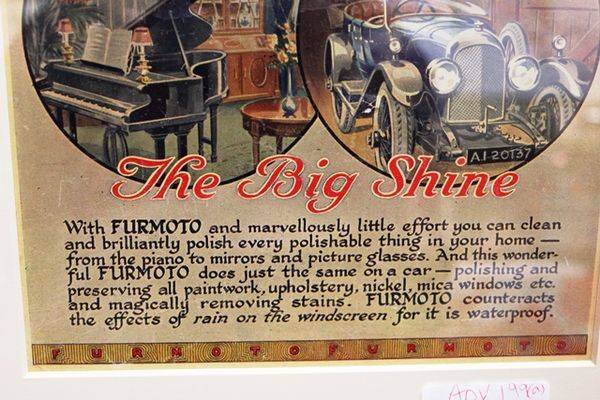 A.I-20T37
The Big Shine
With FURMOTO and marvellously little effort you can clean
and brilliantly polish every polishable thing in your home —
from the piano to mirrors and picture glasses. And this wonder-
ful FURMOTO does just the same on a car — polishing and
preserving all paintwork, upholstery, nickel, mica windows etc.
and magically removing stains. FURMOTO counteracts
the effects of rain on the windscreen for it is waterproof.
FURMOTOFURMOTO
ADV 199(a)